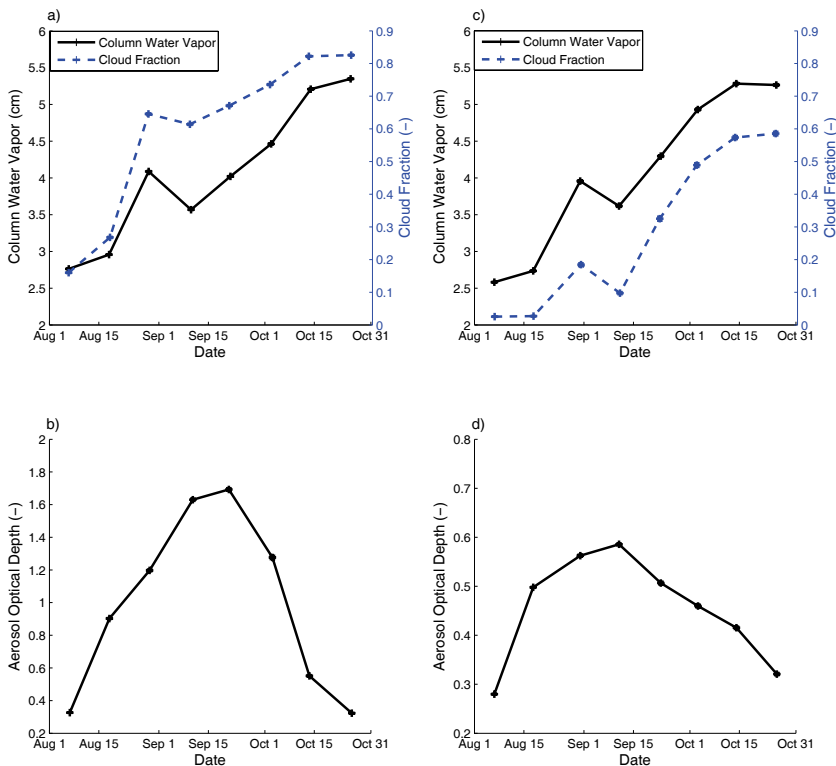 a)
Column Water Vapor
Cloud Fraction
6
5.5
5
4.5
4
3.5
3
2.5
2
Column Water Vapor (cm)
0.9
0.8
0.7
0.6
0.5
0.4
0.3
0.2
0.1
0
Cloud Fraction (−)
Aug 1 Aug 15 Sep 1 Sep 15 Oct 1 Oct 15 Oct 31
Date
c)
Column Water Vapor
Cloud Fraction
6
5.5
5
4.5
4
3.5
3
2.5
2
Column Water Vapor (cm)
0.9
0.8
0.7
0.6
0.5
0.4
0.3
0.2
0.1
0
Cloud Fraction (−)
Aug 1 Aug 15 Sep 1 Sep 15 Oct 1 Oct 15 Oct 31
Date
b)
2
1.8
1.6
1.4
1.2
1
0.8
0.6
0.4
0.2
Aerosol Optical Depth (−)
Aug 1 Aug 15 Sep 1 Sep 15 Oct 1 Oct 15 Oct 31
Date
d)
0.8
0.7
0.6
0.5
0.4
0.3
0.2
Aerosol Optical Depth (−)
Aug 1 Aug 15 Sep 1 Sep 15 Oct 1 Oct 15 Oct 31
Date